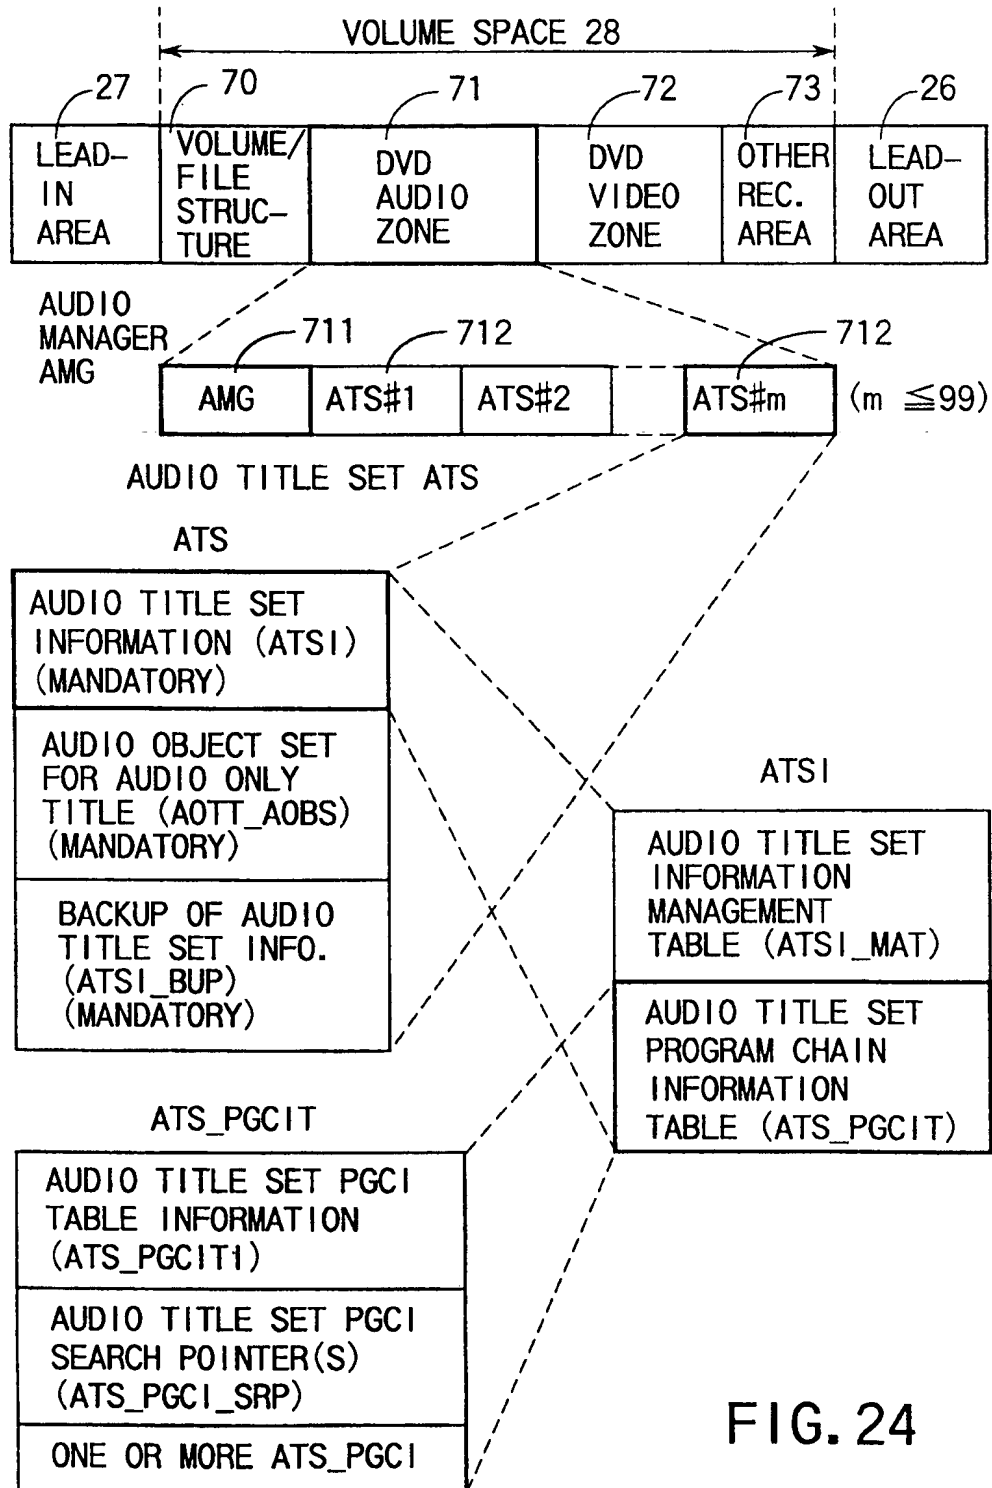 VOLUME SPACE 28
27
70
71
72
73
26
LEAD-
IN
AREA
VOLUME/
FILE
STRUC-
TURE
DVD
AUDIO
ZONE
DVD
VIDEO
ZONE
OTHER
REC.
AREA
LEAD-
OUT
AREA
AUDIO
MANAGER
AMG
711
712
712
AMG
ATS#1
ATS#2
ATS#m
(m ≦99)
AUDIO TITLE SET ATS
ATS
AUDIO TITLE SET
INFORMATION (ATSI)
(MANDATORY)
AUDIO OBJECT SET
FOR AUDIO ONLY
TITLE (AOTT_AOBS)
(MANDATORY)
BACKUP OF AUDIO
TITLE SET INFO.
(ATSI_BUP)
(MANDATORY)
ATSI
AUDIO TITLE SET
INFORMATION
MANAGEMENT
TABLE (ATSI_MAT)
AUDIO TITLE SET
PROGRAM CHAIN
INFORMATION
TABLE (ATS_PGCIT)
ATS_PGCIT
AUDIO TITLE SET PGCI
TABLE INFORMATION
(ATS_PGCITi)
AUDIO TITLE SET PGCI
SEARCH POINTER(S)
(ATS_PGCI_SRP)
ONE OR MORE ATS_PGCI
FIG. 24